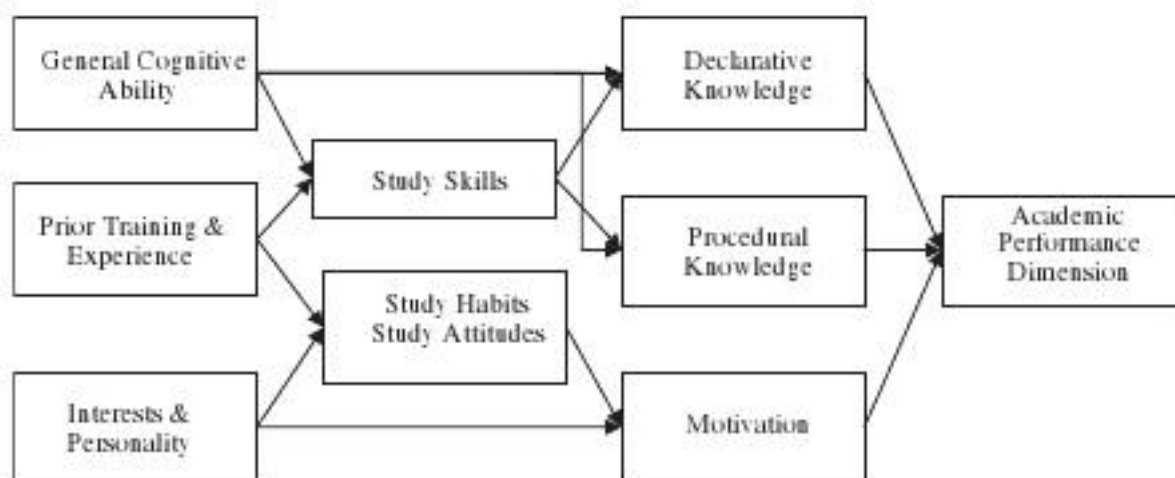 General Cognitive
Ability
Declarative
Knowledge
Study Skills
Prior Training &
Experience
Procedural
Knowledge
Academic
Performance
Dimension
Study Habits
Study Attitudes
Interests &
Personality
Motivation